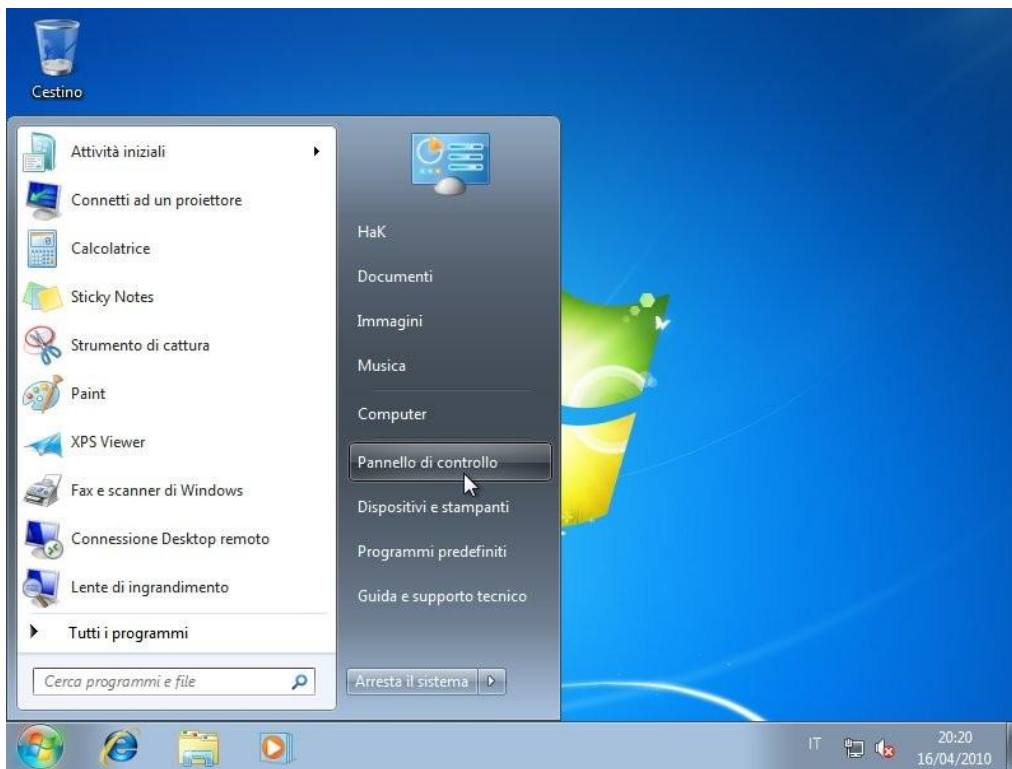 Cestino
Attività iniziali
Connetti ad un proiettore
Calcolatrice
Sticky Notes
Strumento di cattura
Paint
XPS Viewer
Fax e scanner di Windows
Connessione Desktop remoto
Lente di ingrandimento
Tutti i programmi
Cerca programmi e file
HaK
Documenti
Immagini
Musica
Computer
Pannello di controllo
Dispositivi e stampanti
Programmi predefiniti
Guida e supporto tecnico
Arresta il sistema
IT
20:20
16/04/2010